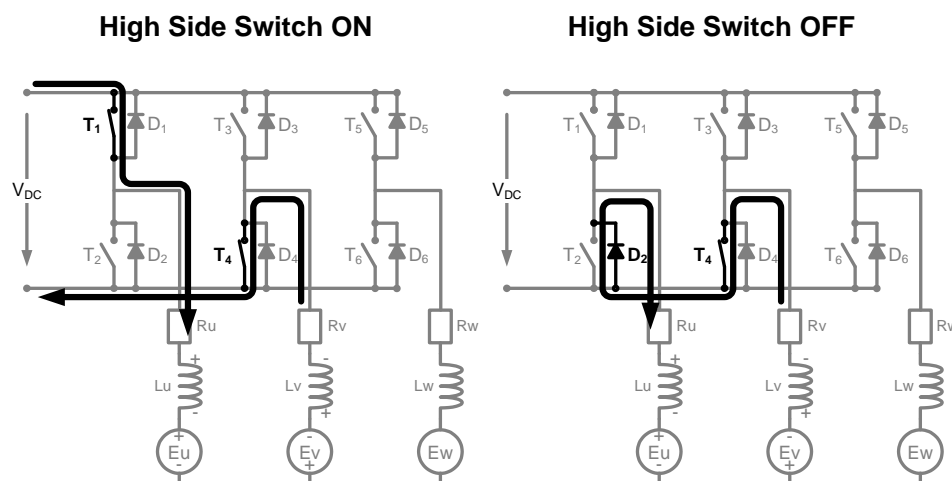 High Side Switch ON
High Side Switch OFF
T1 D1 T3 D3 T5 D5
VDC
T2 D2 T4 D4 T6 D6
Ru Rv Rw
+ -
Lu Lv Lw
- +
+ -
Eu Ev Ew
- +
T1 D1 T3 D3 T5 D5
VDC
T2 D2 T4 D4 T6 D6
Ru Rv Rw
+ -
Lu Lv Lw
- +
+ -
Eu Ev Ew
- +